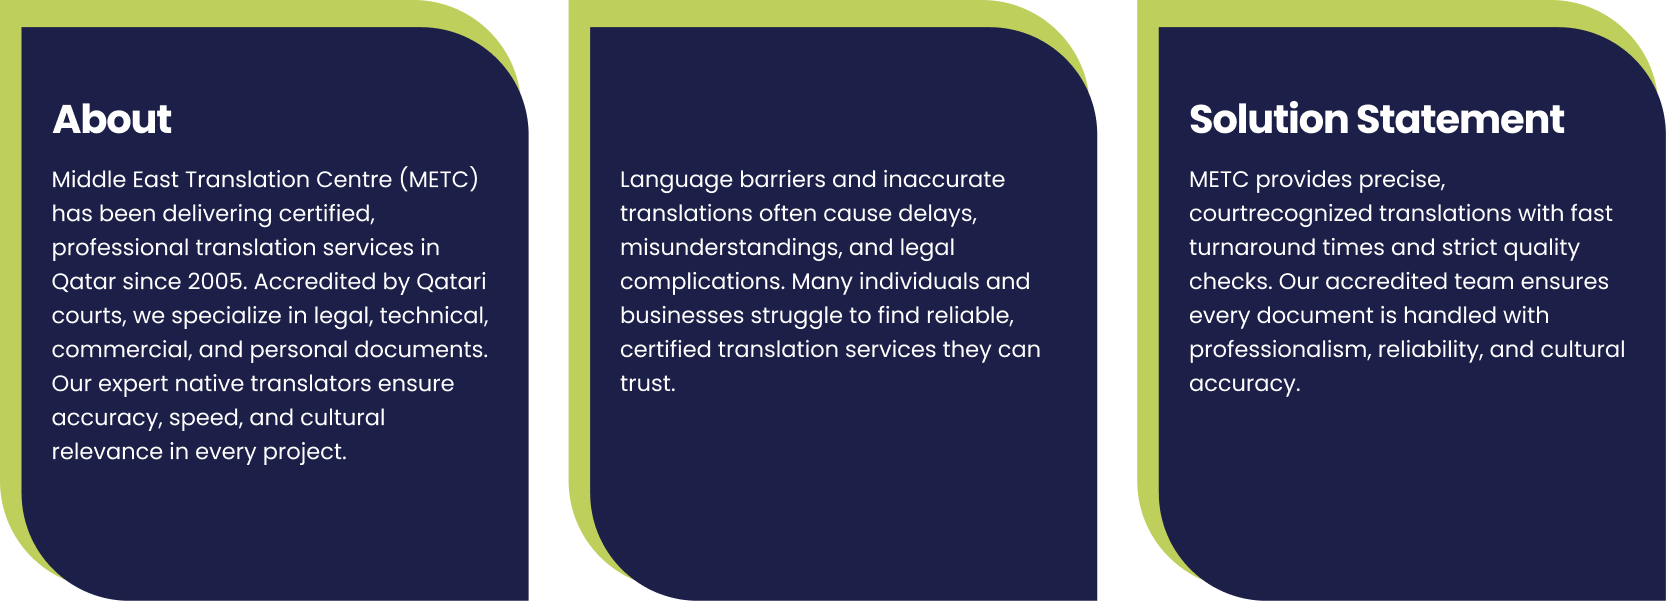 About
Middle East Translation Centre (METC)
has been delivering certified,
professional translation services in
Qatar since 2005. Accredited by Qatari
courts, we specialize in legal, technical,
commercial, and personal documents.
Our expert native translators ensure
accuracy, speed, and cultural
relevance in every project.
Language barriers and inaccurate
translations often cause delays,
misunderstandings, and legal
complications. Many individuals and
businesses struggle to find reliable,
certified translation services they can
trust.
Solution Statement
METC provides precise,
courtrecognized translations with fast
turnaround times and strict quality
checks. Our accredited team ensures
every document is handled with
professionalism, reliability, and cultural
accuracy.